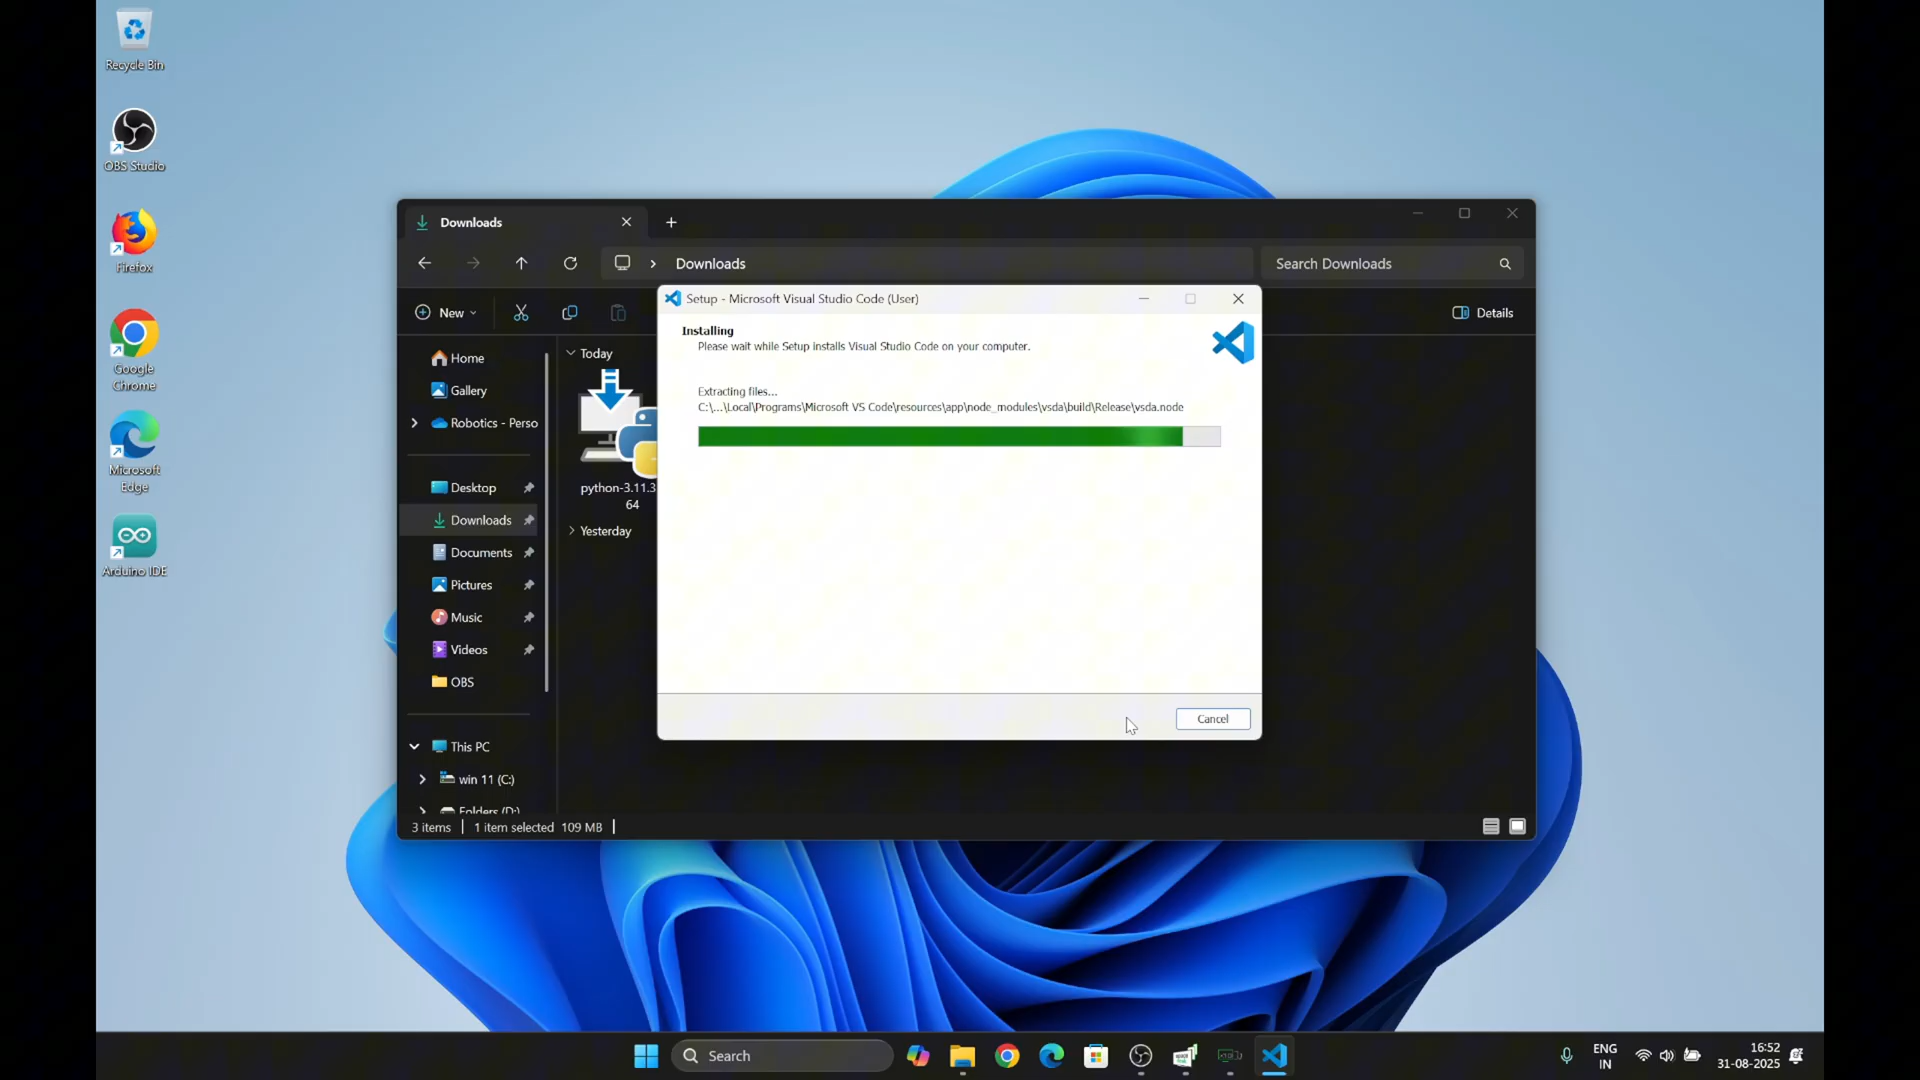 Recycle Bin
OBS Studio
Firefox
Google
Chrome
Microsoft
Edge
Arduino IDE
Downloads
Downloads
Search Downloads
New
Details
Home
Gallery
Robotics - Perso
Desktop
Downloads
Documents
Pictures
Music
Videos
OBS
This PC
win 11 (C:)
Folders (D:)
Today
python-3.11.3
64
Yesterday
Setup - Microsoft Visual Studio Code (User)
Installing
Please wait while Setup installs Visual Studio Code on your computer.
Extracting files...
C:\...\Local\Programs\Microsoft VS Code\resources\app\node_modules\vsda\build\Release\vsda.node
Cancel
3 items
1 item selected 109 MB
Search
ENG
IN
16:52
31-08-2025